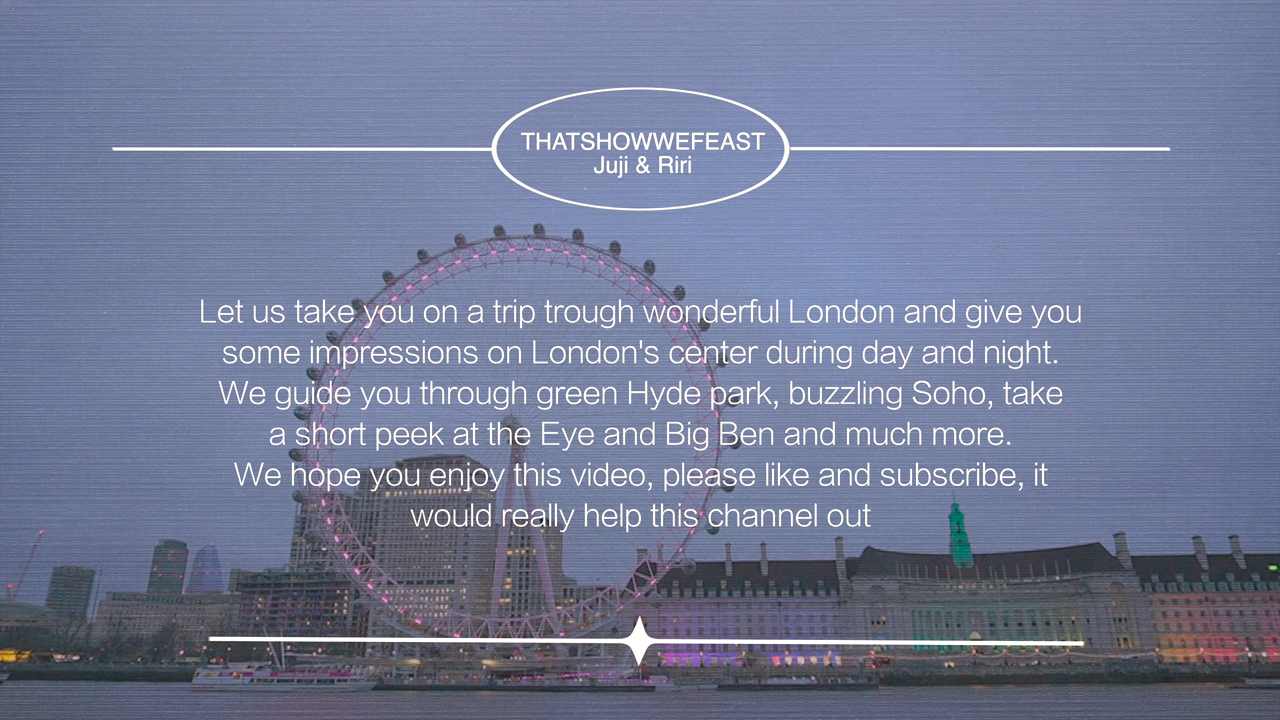 THATSHOWWEFEAST
Juji & Riri
Let us take you on a trip trough wonderful London and give you
some impressions on London's center during day and night.
We guide you through green Hyde park, buzzling Soho, take
a short peek at the Eye and Big Ben and much more.
We hope you enjoy this video, please like and subscribe, it
would really help this channel out